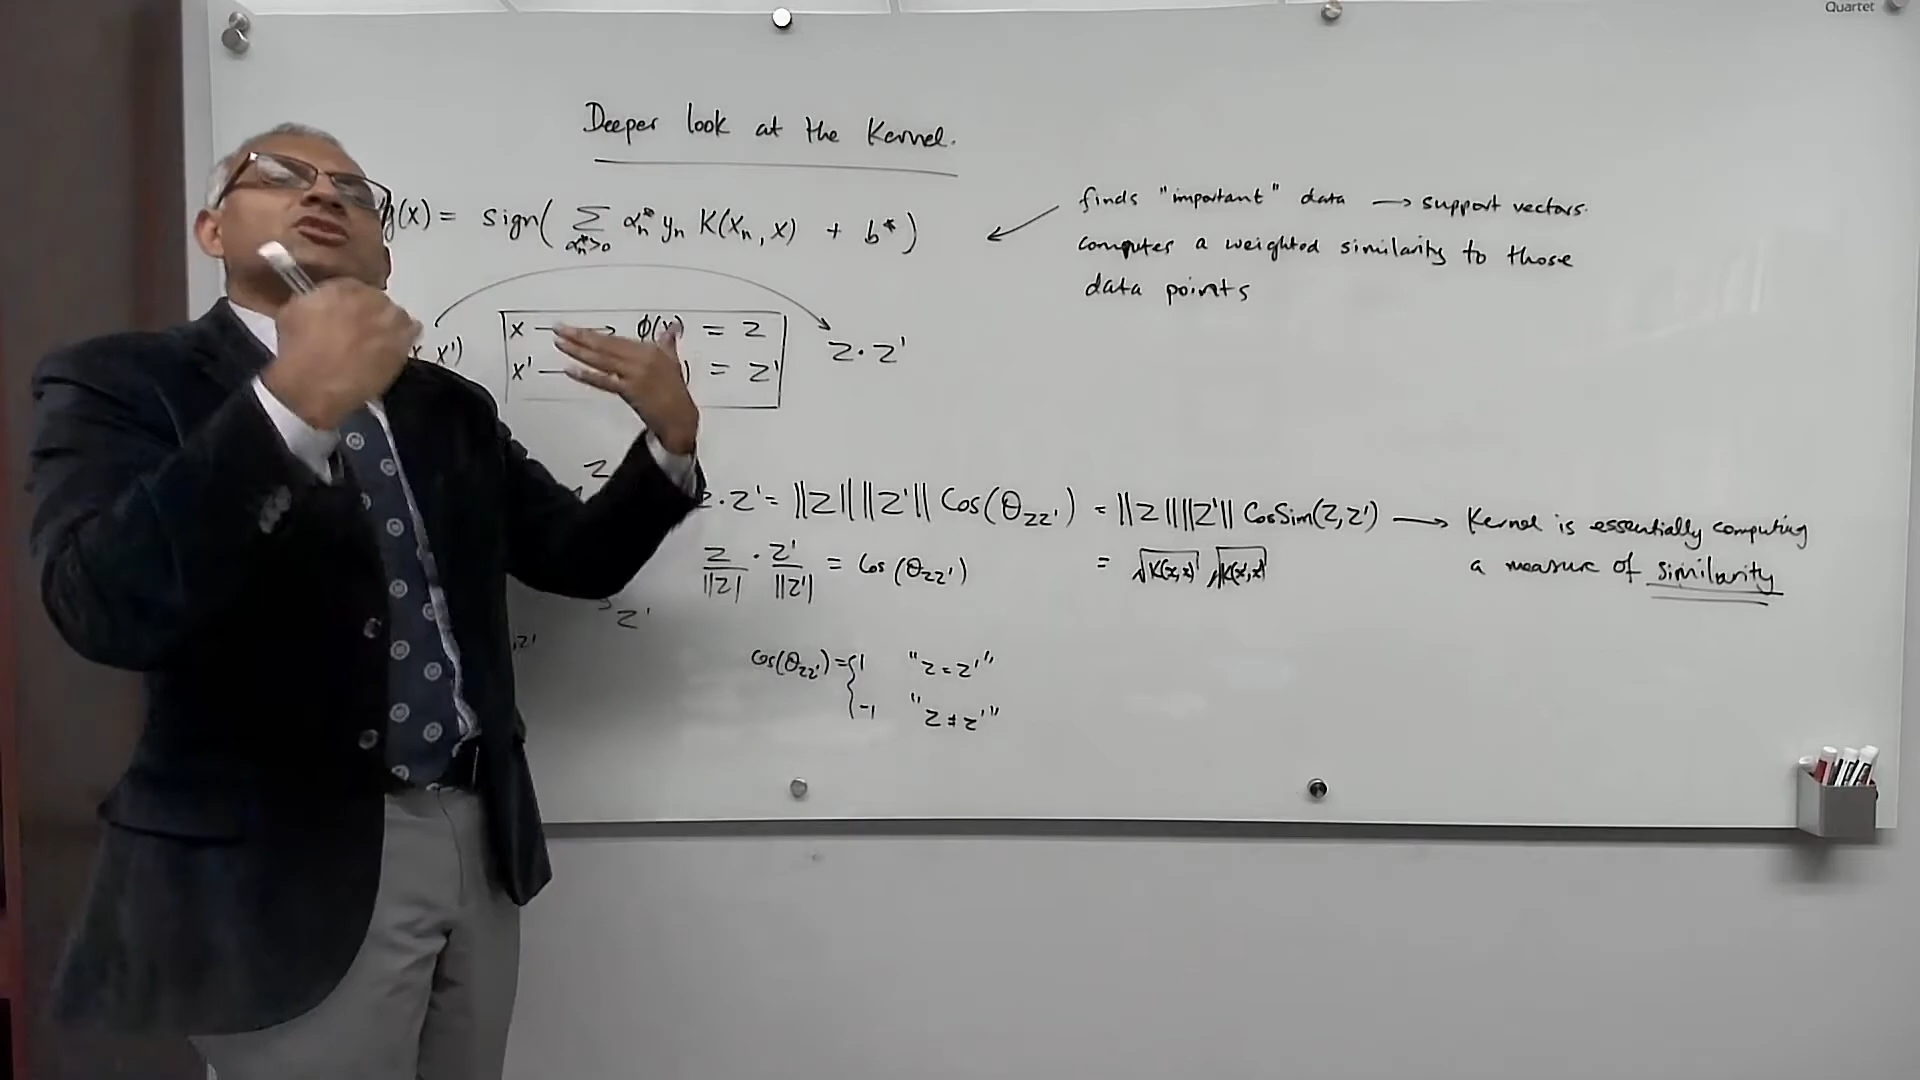 Quartet
Deeper look at the Kernel.
g(x) = sign( ∑ αn* yn K(xn, x) + b* )
αn*>0
finds "important" data → support vectors.
computes a weighted similarity to those
data points
x → ϕ(x) = z
x') x' — ) = z' z · z'
z
z · z' = ||z|| ||z'|| Cos(θzz') = ||z|| ||z'|| CosSim(z, z') → Kernel is essentially computing
a measure of similarity
z/||z| · z'/||z'|| = Cos (θzz') = √K(x,x) √K(x',x')
z'
,z'
Cos(θzz') = { 1 "z = z'"
-1 "z ≠ z'"